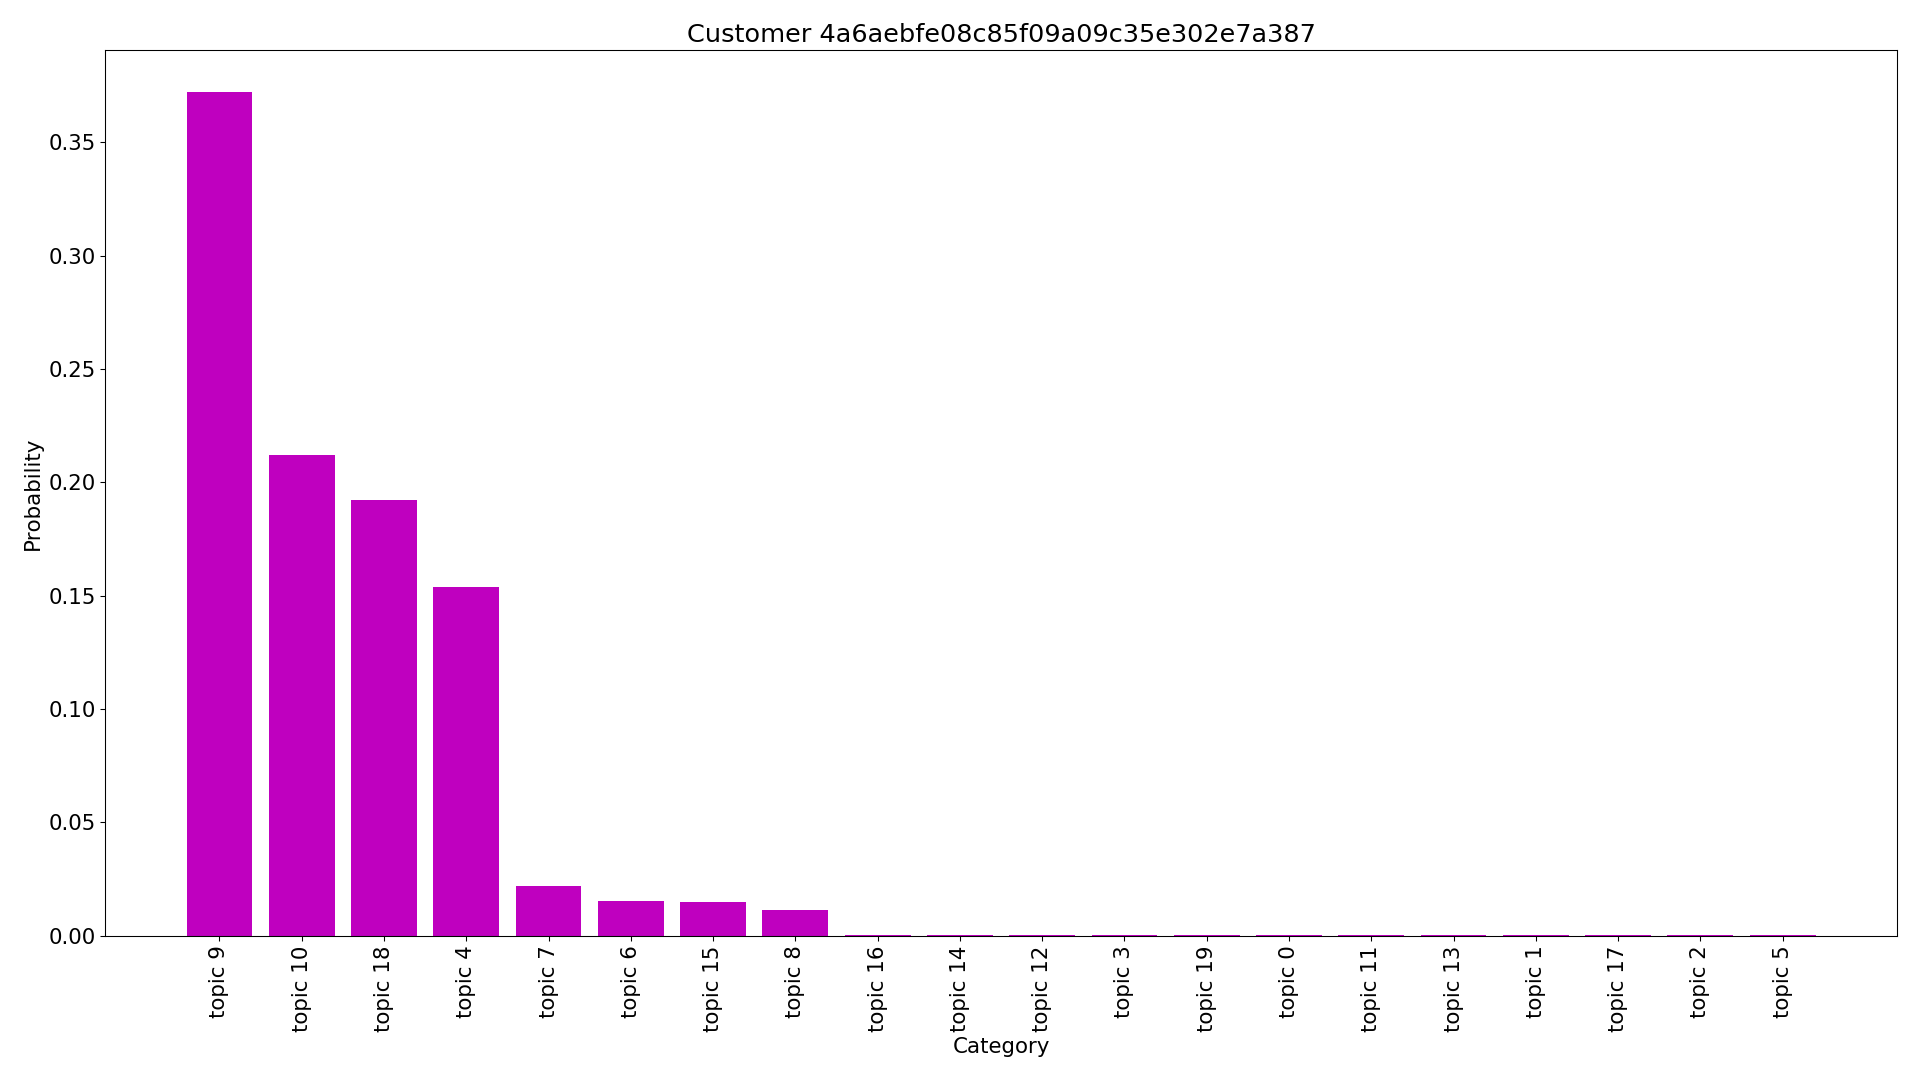 Customer 4a6aebfe08c85f09a09c35e302e7a387
Probability
0.35
0.30
0.25
0.20
0.15
0.10
0.05
0.00
topic 9
topic 10
topic 18
topic 4
topic 7
topic 6
topic 15
topic 8
topic 16
topic 14
topic 12
topic 3
topic 19
topic 0
topic 11
topic 13
topic 1
topic 17
topic 2
topic 5
Category